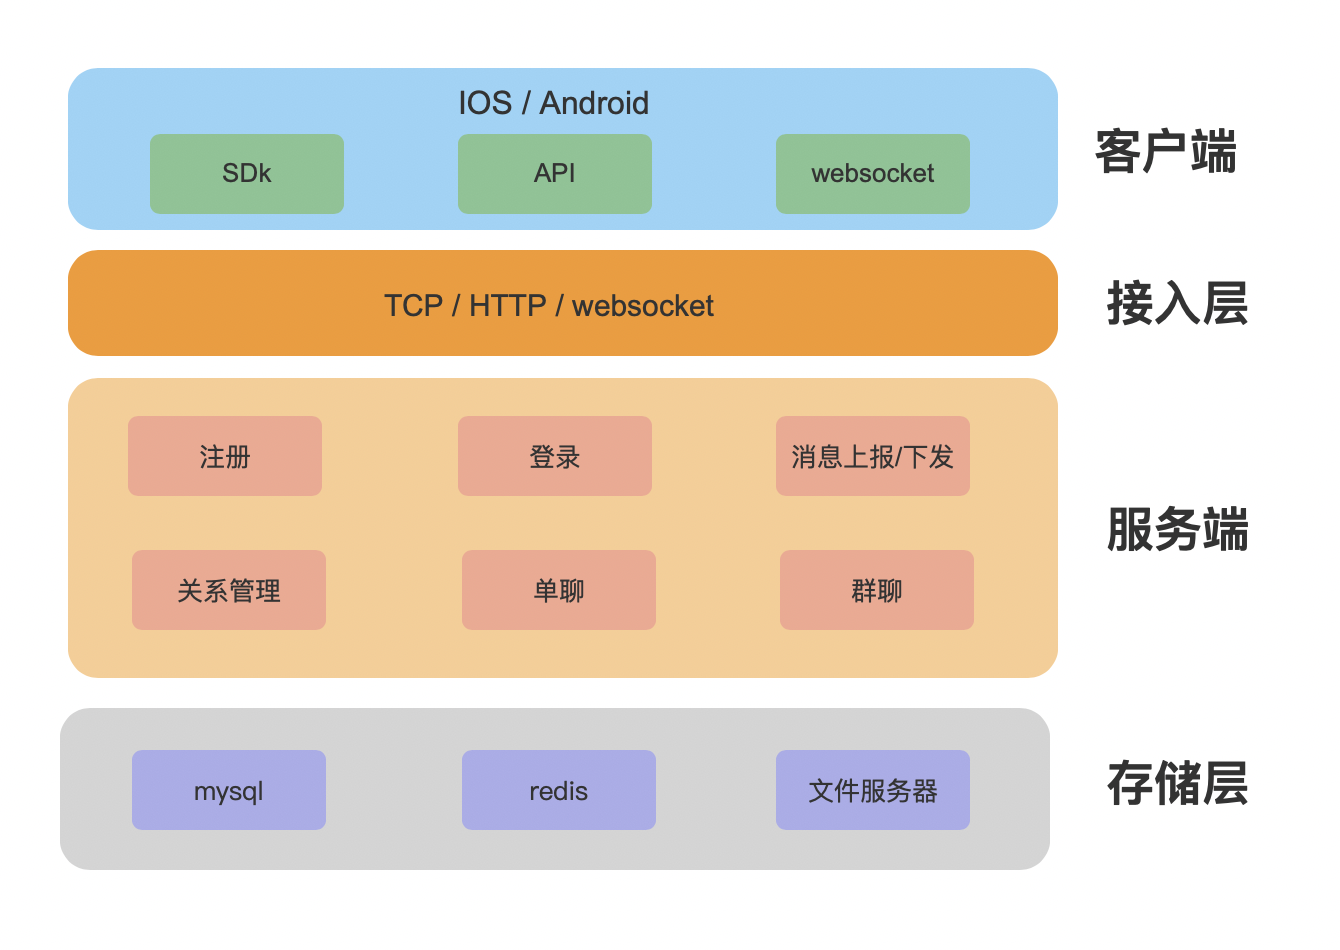 IOS / Android
SDk
API
websocket
客户端
TCP / HTTP / websocket
接入层
注册
登录
消息上报/下发
关系管理
单聊
群聊
服务端
mysql
redis
文件服务器
存储层